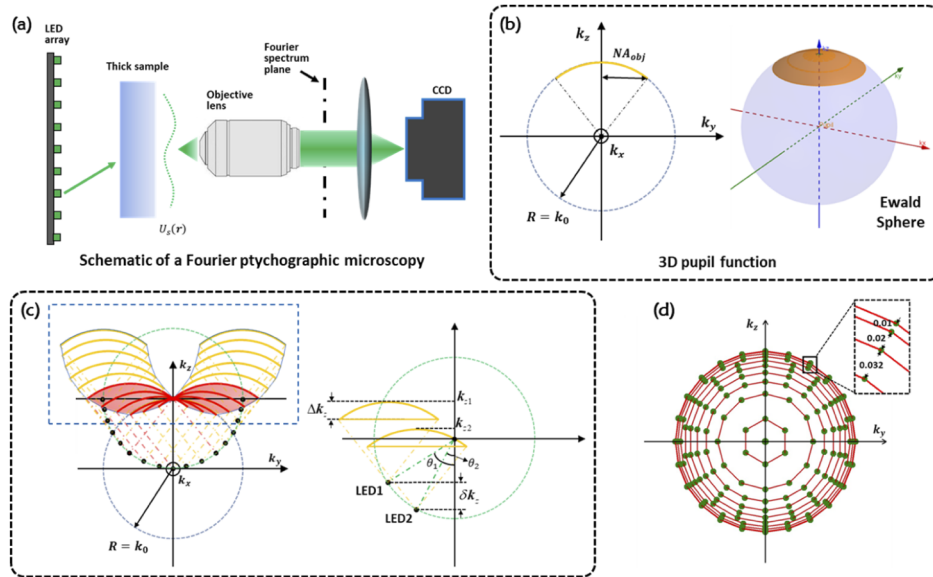 (a)
LED
array
Thick sample
Fourier
spectrum
plane
Objective
lens
CCD
U_s(r)
Schematic of a Fourier ptychographic microscopy
(b)
k_z
NA_obj
k_y
k_x
R = k_0
Ewald
Sphere
3D pupil function
(c)
k_z
k_y
k_x
R = k_0
Δk_z
k_z1
k_z2
θ_1
θ_2
LED1
δk_z
LED2
(d)
k_z
0.01
0.02
0.032
k_y